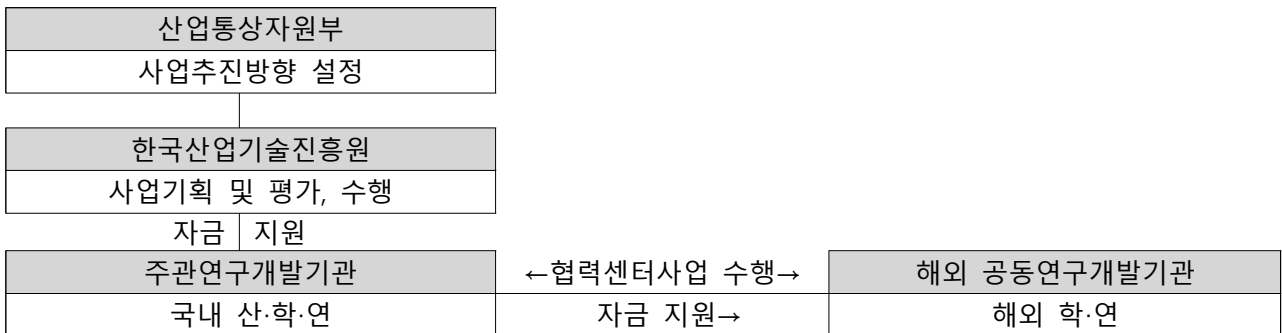 산업통상자원부
사업추진방향 설정
한국산업기술진흥원
사업기획 및 평가, 수행
자금 지원
주관연구개발기관 ←협력센터사업 수행→ 해외 공동연구개발기관
국내 산·학·연 자금 지원→ 해외 학·연